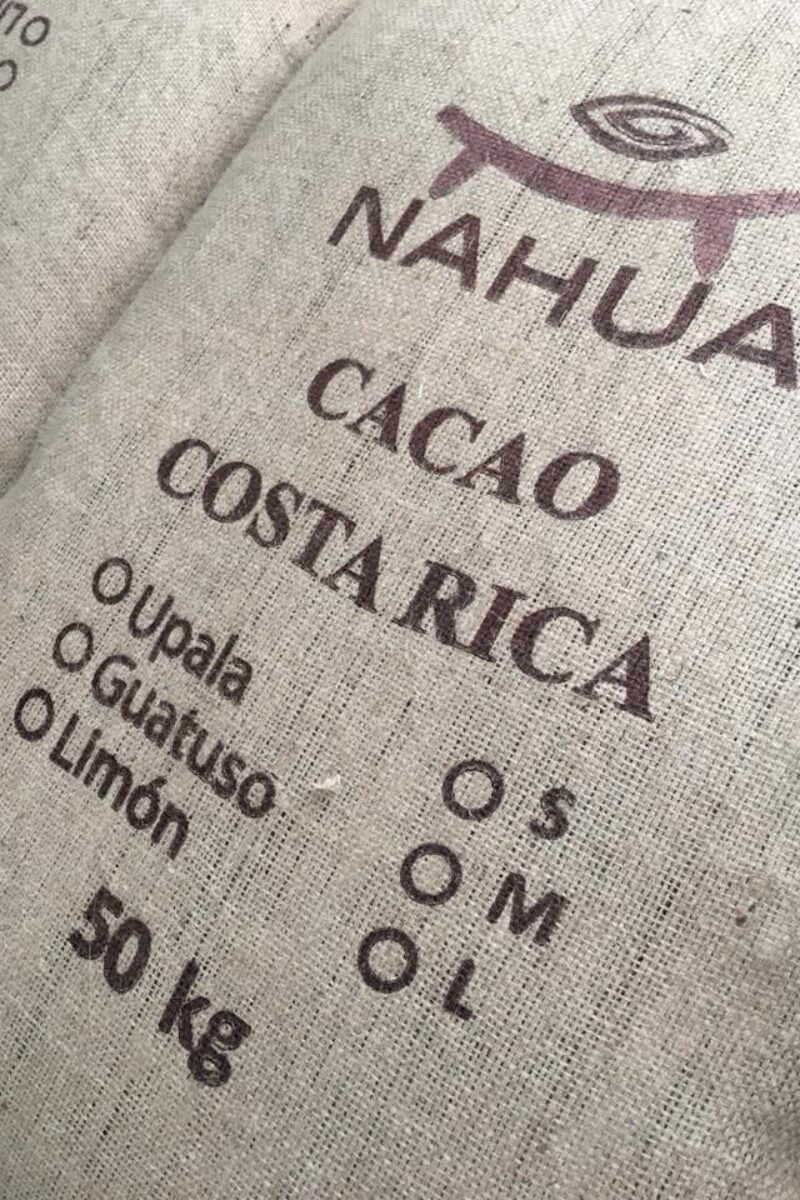 NAHUA
CACAO
COSTA RICA
Upala
Guatuso
Limón
S
M
L
50 kg